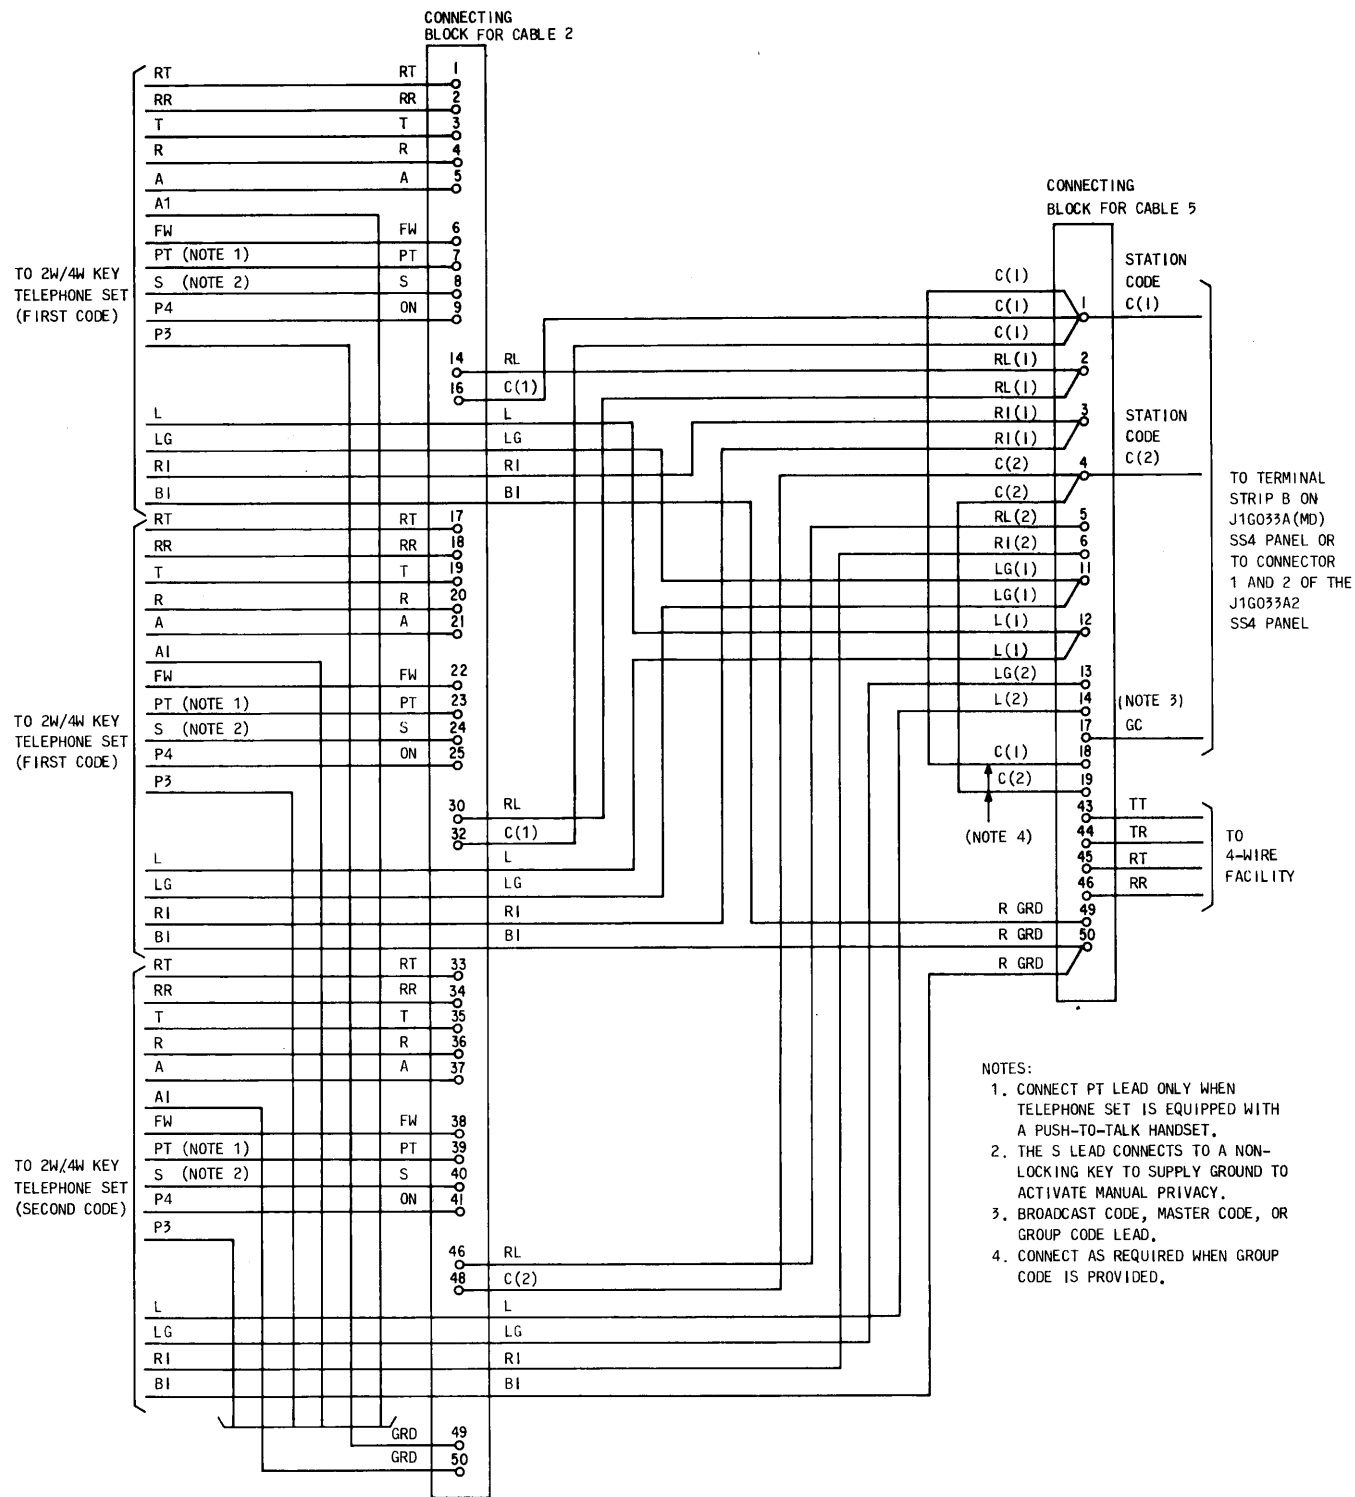 CONNECTING
BLOCK FOR CABLE 2
RT RT 1
RR RR 2
T T 3
R R 4
A A 5
A1
FW FW 6
PT (NOTE 1) PT 7
S (NOTE 2) S 8
P4 ON 9
P3
TO 2W/4W KEY
TELEPHONE SET
(FIRST CODE)
14 RL
16 C(1)
L L
LG LG
RI RI
BI BI
RT RT 17
RR RR 18
T T 19
R R 20
A A 21
A1
FW FW 22
PT (NOTE 1) PT 23
S (NOTE 2) S 24
P4 ON 25
P3
TO 2W/4W KEY
TELEPHONE SET
(FIRST CODE)
30 RL
32 C(1)
L L
LG LG
RI RI
BI BI
RT RT 33
RR RR 34
T T 35
R R 36
A A 37
A1
FW FW 38
PT (NOTE 1) PT 39
S (NOTE 2) S 40
P4 ON 41
P3
TO 2W/4W KEY
TELEPHONE SET
(SECOND CODE)
46 RL
48 C(2)
L L
LG LG
RI RI
BI BI
GRD 49
GRD 50
CONNECTING
BLOCK FOR CABLE 5
C(1)
C(1) 1
C(1)
RL(1) 2
RL(1)
RI(1) 3
RI(1)
C(2) 4
C(2)
RL(2) 5
RI(2) 6
LG(1) 11
LG(1)
L(1) 12
L(1)
LG(2) 13
L(2) 14
17
C(1) 18
C(2) 19
(NOTE 4)
43 TT
44 TR
45 RT
46 RR
R GRD 49
R GRD 50
R GRD
STATION
CODE
C(1)
STATION
CODE
C(2)
(NOTE 3)
GC
TO TERMINAL
STRIP B ON
J1G033A(MD)
SS4 PANEL OR
TO CONNECTOR
1 AND 2 OF THE
J1G033A2
SS4 PANEL
TO
4-WIRE
FACILITY
NOTES:
1. CONNECT PT LEAD ONLY WHEN
TELEPHONE SET IS EQUIPPED WITH
A PUSH-TO-TALK HANDSET.
2. THE S LEAD CONNECTS TO A NON-
LOCKING KEY TO SUPPLY GROUND TO
ACTIVATE MANUAL PRIVACY.
3. BROADCAST CODE, MASTER CODE, OR
GROUP CODE LEAD.
4. CONNECT AS REQUIRED WHEN GROUP
CODE IS PROVIDED.